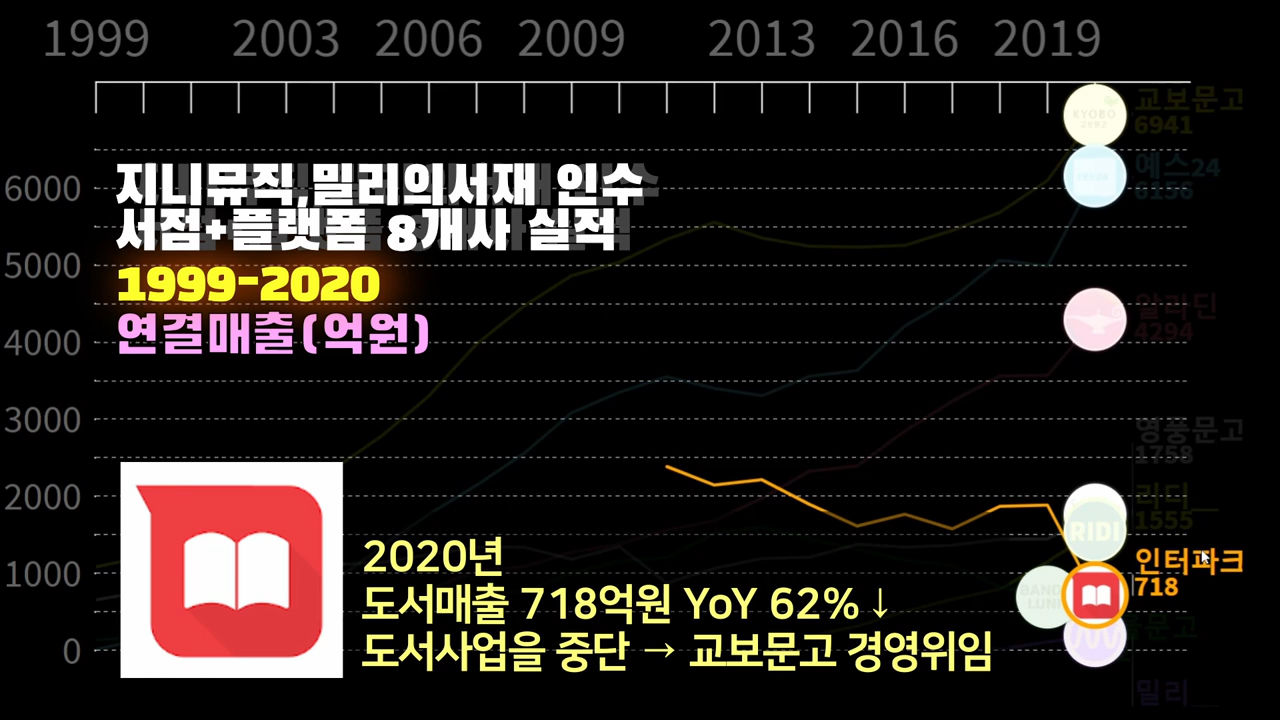 1999 2003 2006 2009 2013 2016 2019
교보문고
6941
KYOBO
예스24
6156
6000
지니뮤직,밀리의서재 인수
서점+플랫폼 8개사 실적
5000
1999-2020
알라딘
4294
연결매출(억원)
4000
3000
영풍문고
1758
2000
리디
1555
RIDI
2020년
인터파크
718
1000
도서매출 718억원 YoY 62%↓
도서사업을 중단 → 교보문고 경영위임
0
밀리